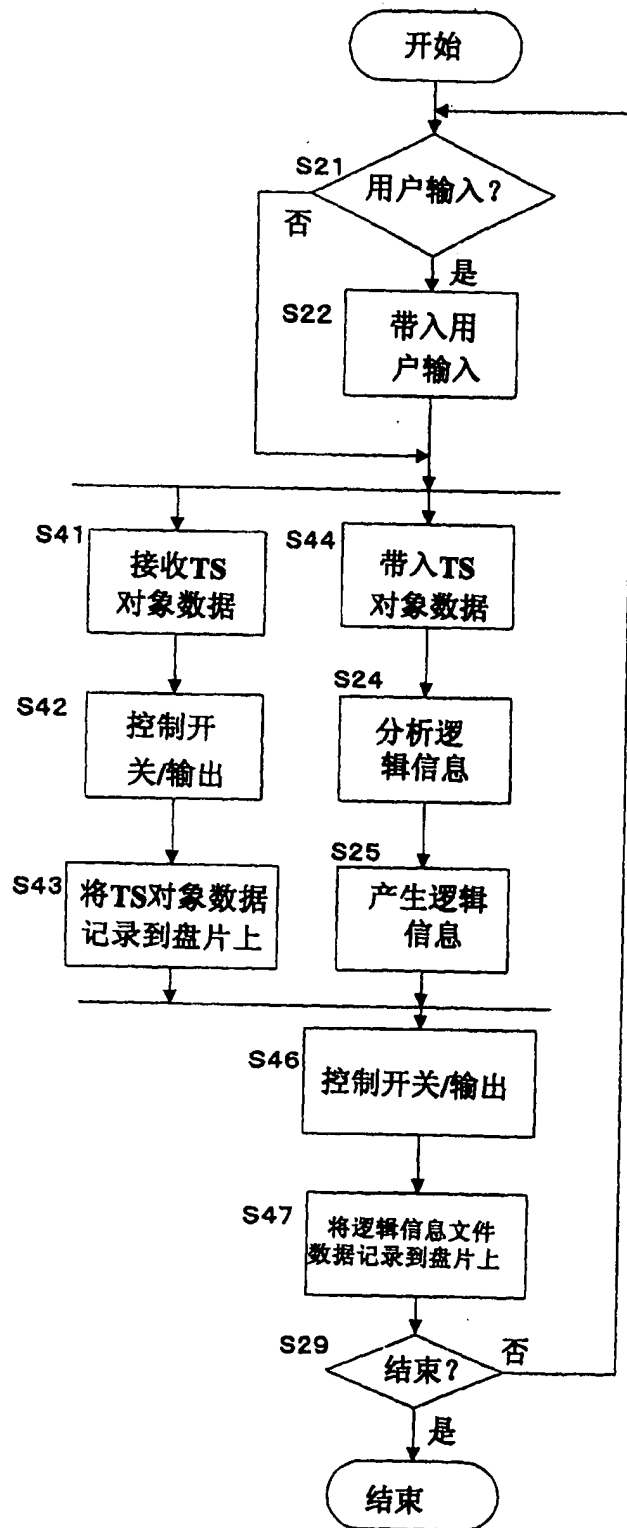 开始
S21
用户输入?
否
是
S22
带入用
户输入
S41
接收TS
对象数据
S44
带入TS
对象数据
S42
控制开
关/输出
S24
分析逻
辑信息
S43
将TS对象数据
记录到盘片上
S25
产生逻辑
信息
S46
控制开关/输出
S47
将逻辑信息文件
数据记录到盘片上
S29
结束?
否
是
结束